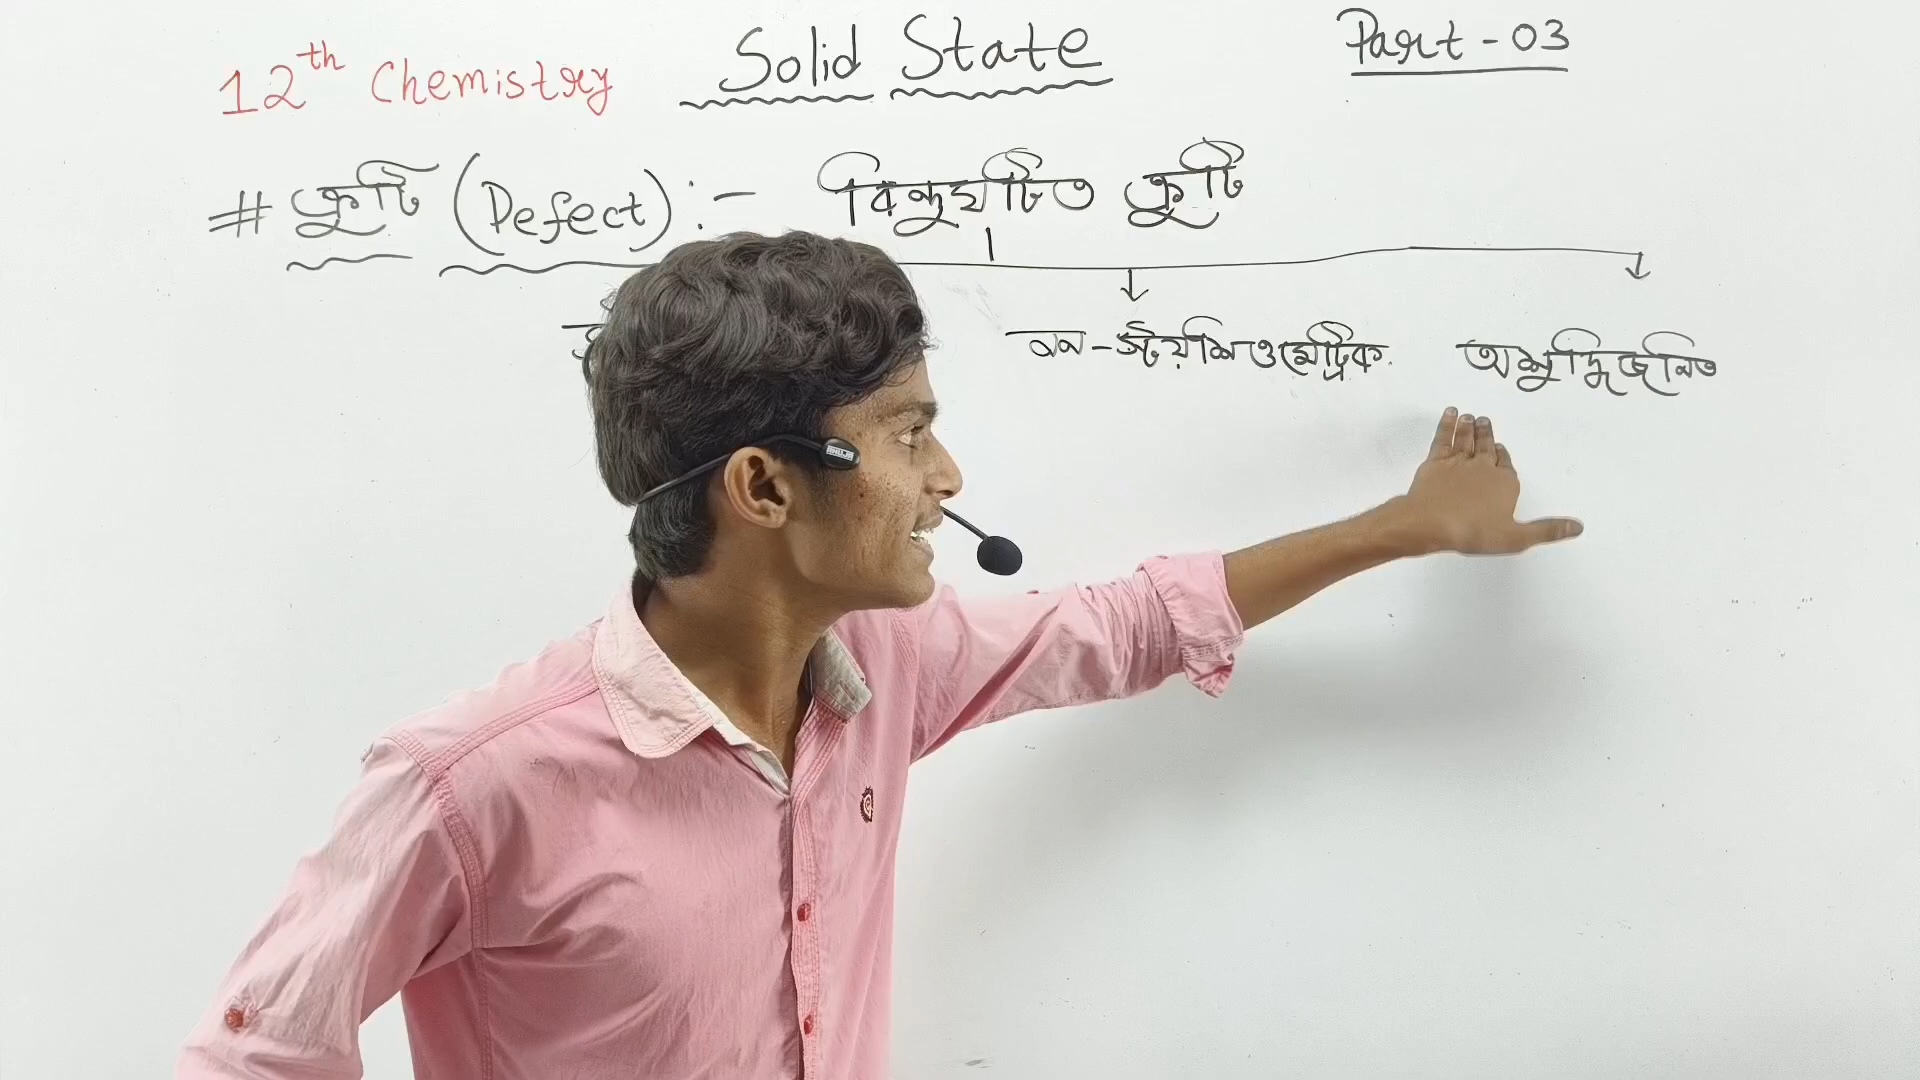 12th Chemistry Solid State Part-03
# ত্রুটি (Defect) :- বিন্দুঘটিত ত্রুটি
নন-স্টয়শিওমেট্রিক অশুদ্ধিজনিত